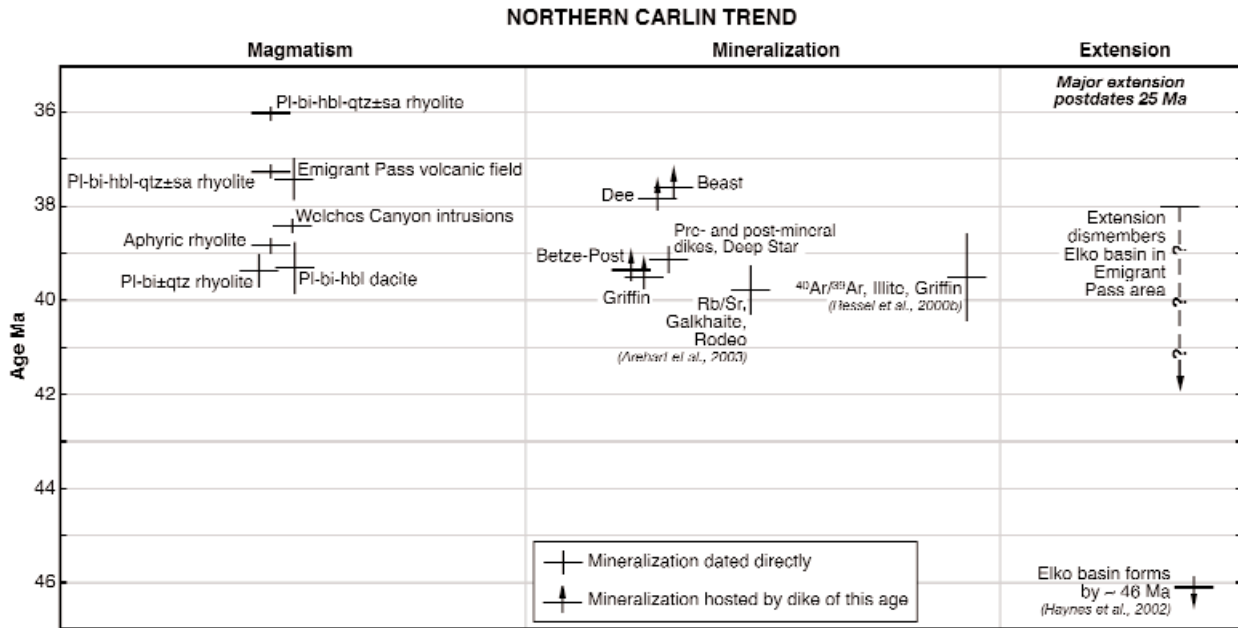 NORTHERN CARLIN TREND
Magmatism
Mineralization
Extension
Age Ma
36
38
40
42
44
46
Pl-bi-hbl-qtz±sa rhyolite
Emigrant Pass volcanic field
Pl-bi-hbl-qtz±sa rhyolite
Welches Canyon intrusions
Aphyric rhyolite
Pl-bi±qtz rhyolite
Pl-bi-hbl dacite
Beast
Dee
Pre- and post-mineral
dikes, Deep Star
Betze-Post
Griffin
Rb/Sr,
Galkhaite,
Rodeo
(Arehart et al., 2003)
⁴⁰Ar/³⁹Ar, Illite, Griffin
(Ressel et al., 2000b)
Mineralization dated directly
Mineralization hosted by dike of this age
Major extension
postdates 25 Ma
Extension
dismembers
Elko basin in
Emigrant
Pass area
?
?
?
Elko basin forms
by ~ 46 Ma
(Haynes et al., 2002)